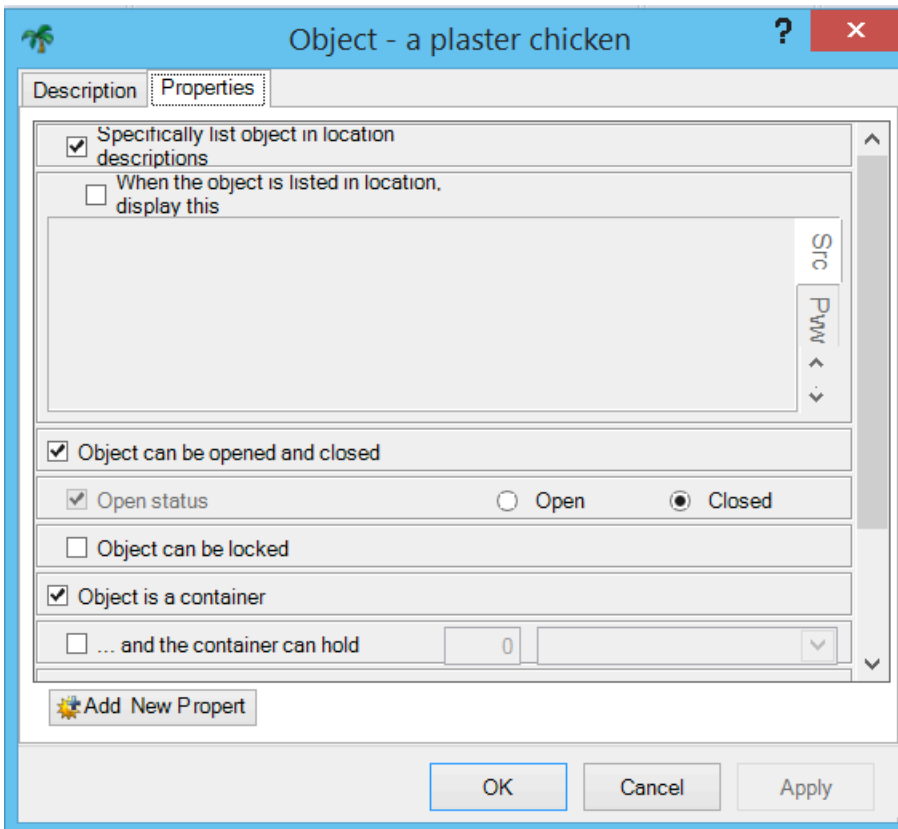 Object - a plaster chicken ? ×
Description Properties
Specifically list object in location
descriptions
When the object is listed in location,
display this
Src
Pvw
Object can be opened and closed
Open status Open Closed
Object can be locked
Object is a container
... and the container can hold 0
Add New Propert
OK Cancel Apply